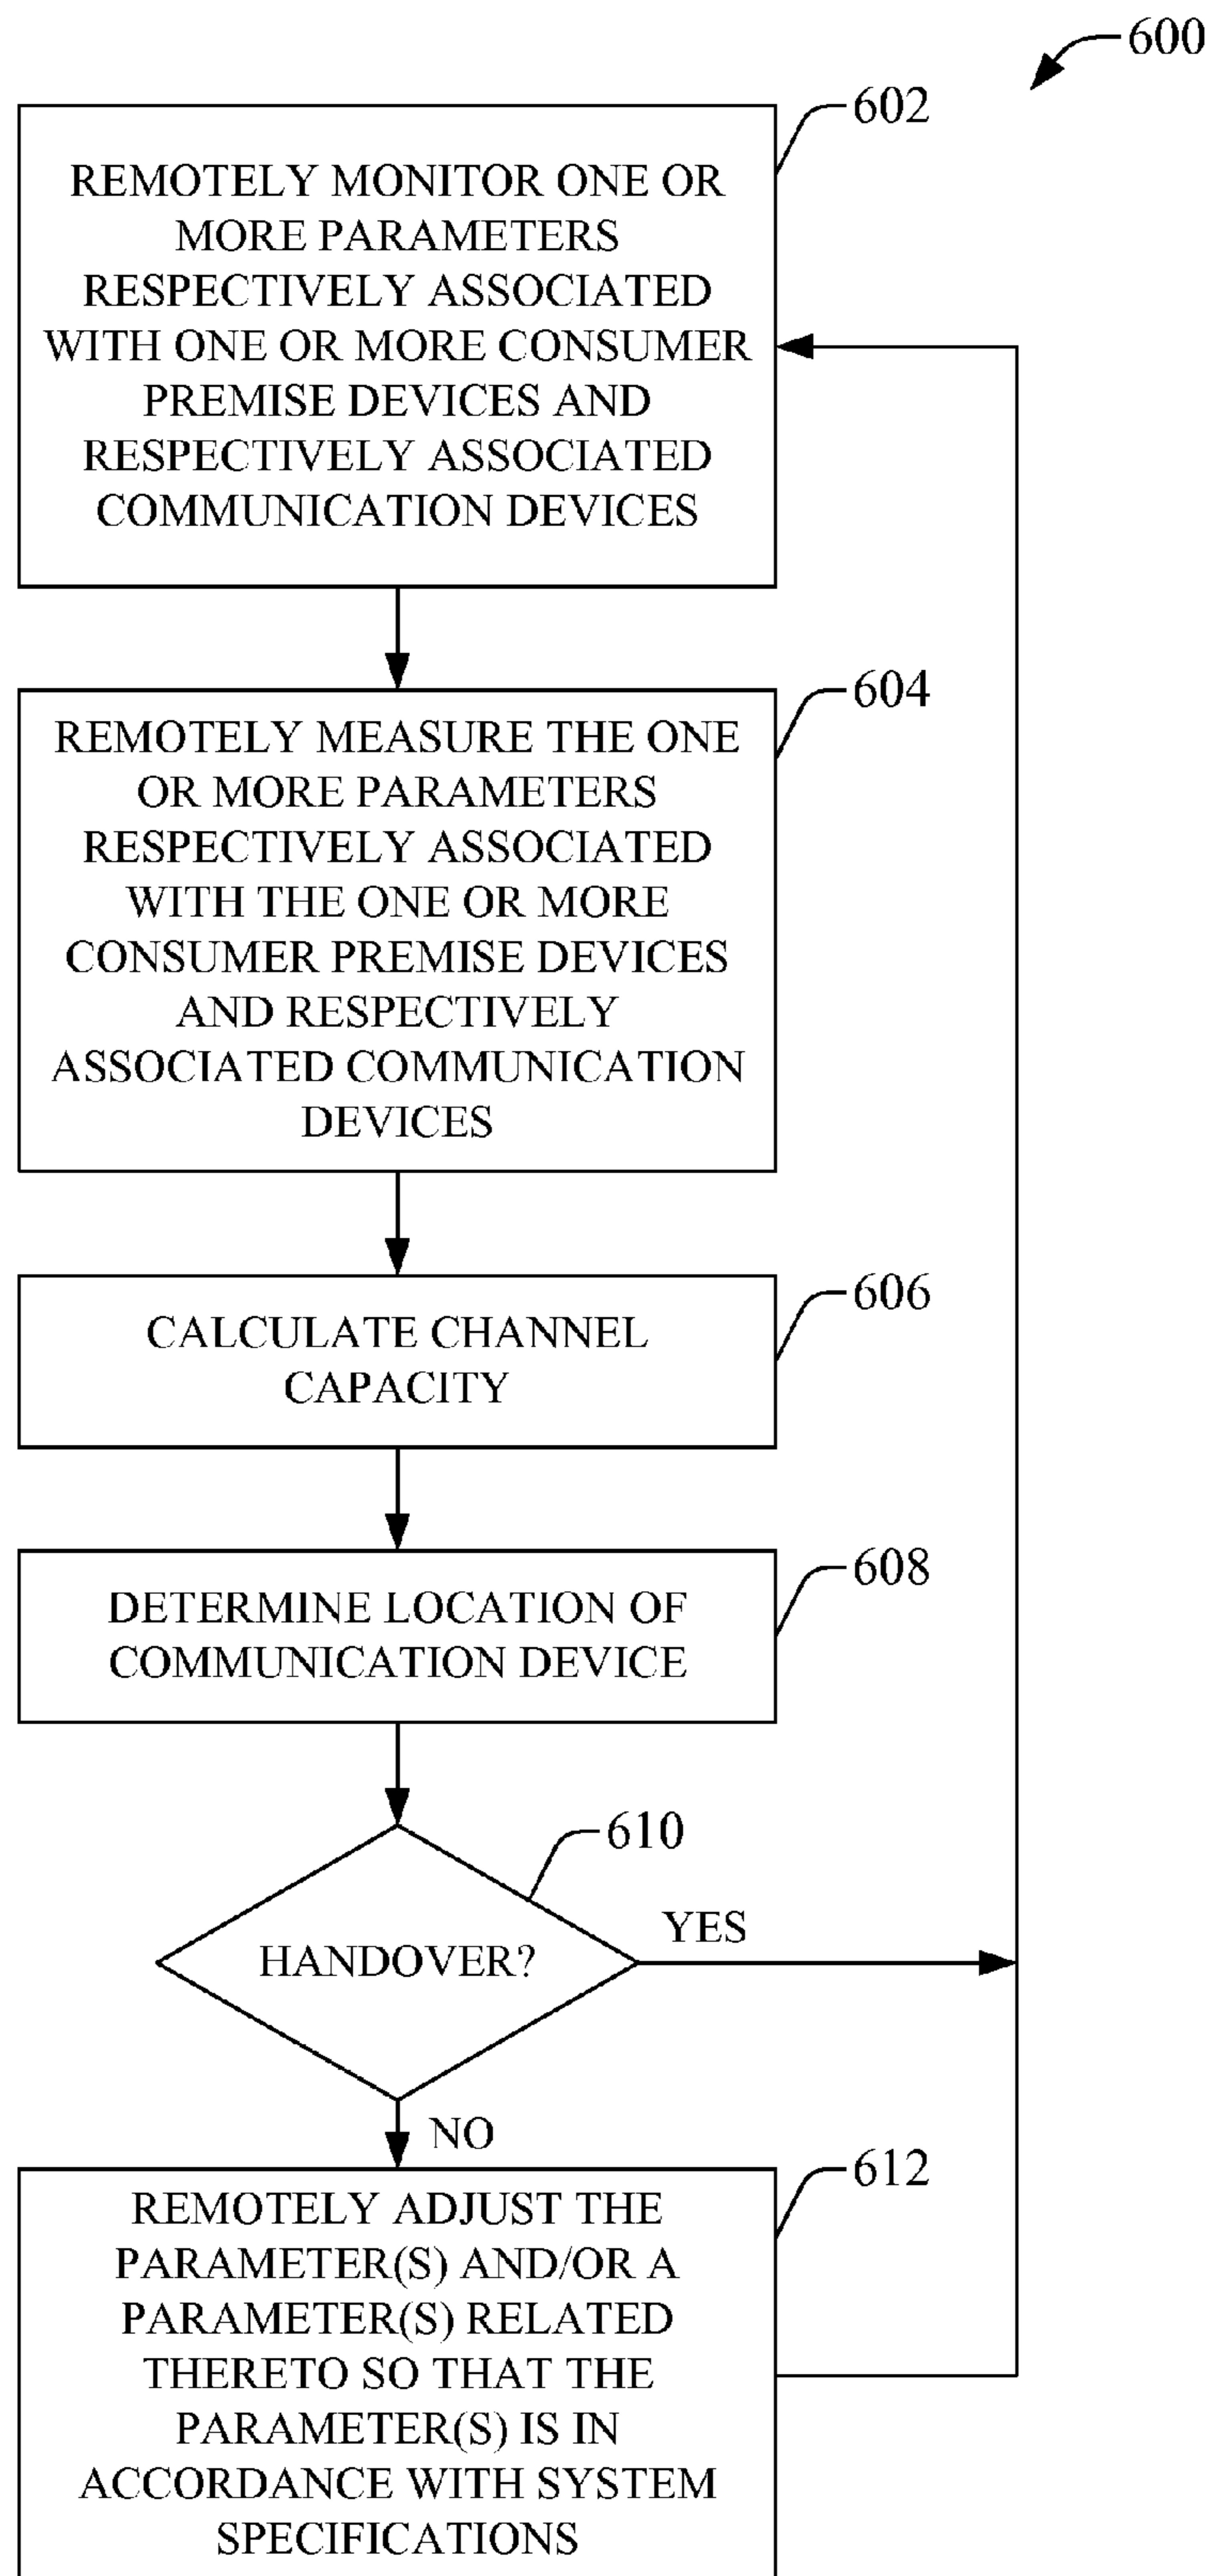 600
602
REMOTELY MONITOR ONE OR
MORE PARAMETERS
RESPECTIVELY ASSOCIATED
WITH ONE OR MORE CONSUMER
PREMISE DEVICES AND
RESPECTIVELY ASSOCIATED
COMMUNICATION DEVICES
604
REMOTELY MEASURE THE ONE
OR MORE PARAMETERS
RESPECTIVELY ASSOCIATED
WITH THE ONE OR MORE
CONSUMER PREMISE DEVICES
AND RESPECTIVELY
ASSOCIATED COMMUNICATION
DEVICES
606
CALCULATE CHANNEL
CAPACITY
608
DETERMINE LOCATION OF
COMMUNICATION DEVICE
610
HANDOVER?
YES
NO
612
REMOTELY ADJUST THE
PARAMETER(S) AND/OR A
PARAMETER(S) RELATED
THERETO SO THAT THE
PARAMETER(S) IS IN
ACCORDANCE WITH SYSTEM
SPECIFICATIONS